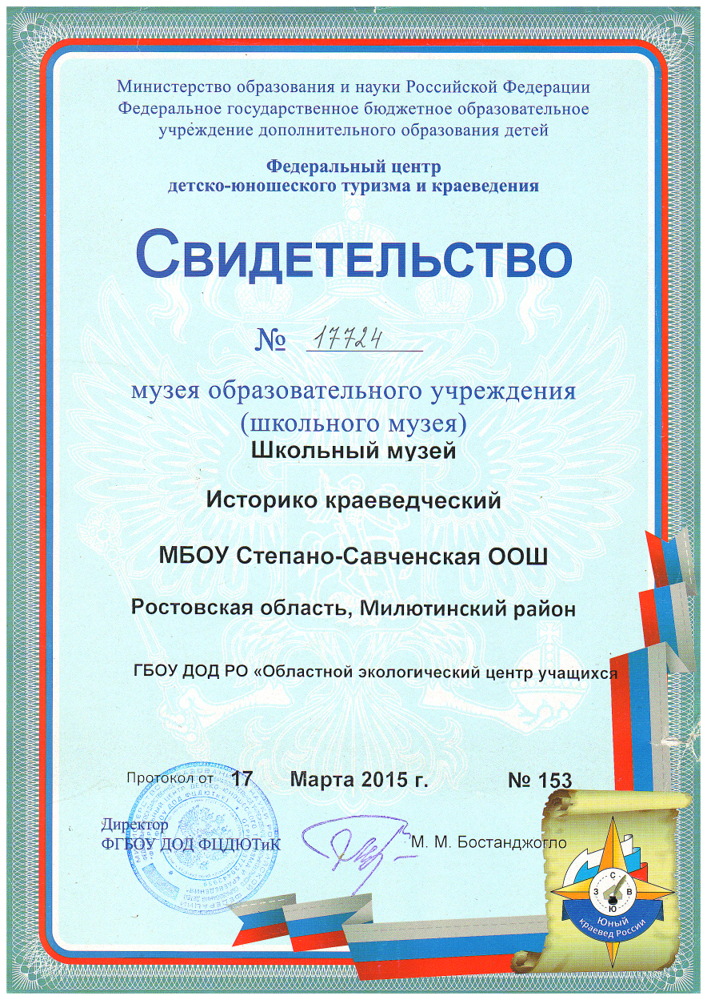 Министерство образования и науки Российской Федерации
Федеральное государственное бюджетное образовательное
учреждение дополнительного образования детей
Федеральный центр
детско-юношеского туризма и краеведения
Свидетельство
№ 17724
музея образовательного учреждения
(школьного музея)
Школьный музей
Историко краеведческий
МБОУ Степано-Савченская ООШ
Ростовская область, Милютинский район
ГБОУ ДОД РО «Областной экологический центр учащихся
Протокол от 17 Марта 2015 г. № 153
Директор
ФГБОУ ДОД ФЦДЮТиК
М. М. Бостанджогло
С
З В
Ю
Юный
краевед России